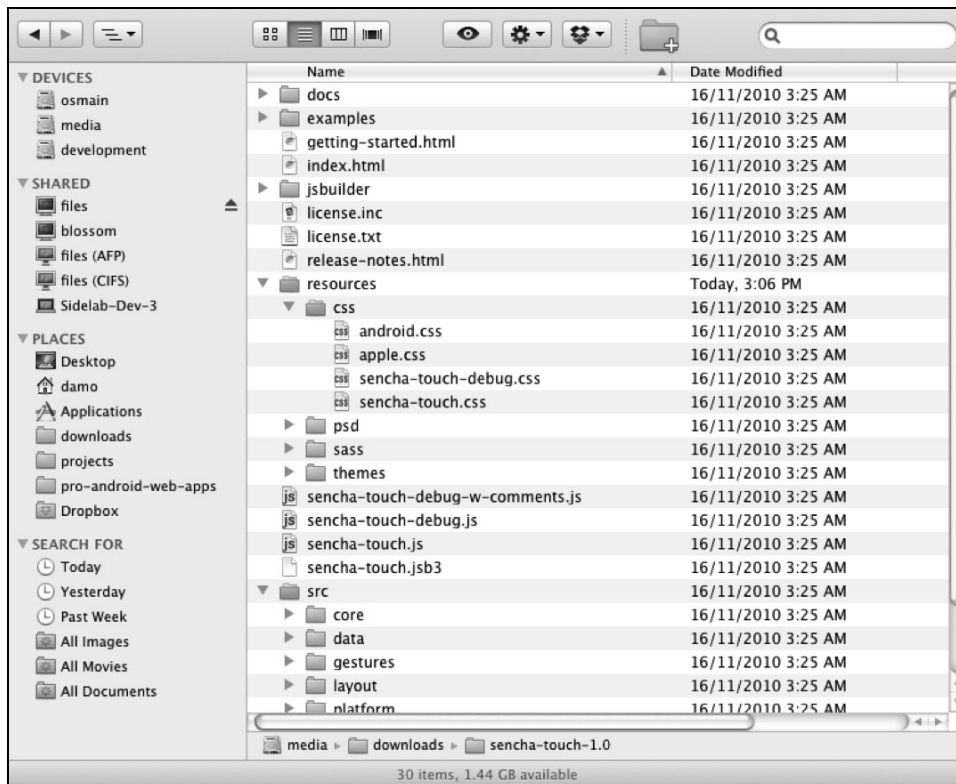 Name Date Modified
DEVICES
osmain
media
development
SHARED
files
blossom
files (AFP)
files (CIFS)
Sidelab-Dev-3
PLACES
Desktop
damo
Applications
downloads
projects
pro-android-web-apps
Dropbox
SEARCH FOR
Today
Yesterday
Past Week
All Images
All Movies
All Documents
docs 16/11/2010 3:25 AM
examples 16/11/2010 3:25 AM
getting-started.html 16/11/2010 3:25 AM
index.html 16/11/2010 3:25 AM
jsbuilder 16/11/2010 3:25 AM
license.inc 16/11/2010 3:25 AM
license.txt 16/11/2010 3:25 AM
release-notes.html 16/11/2010 3:25 AM
resources Today, 3:06 PM
css 16/11/2010 3:25 AM
css android.css 16/11/2010 3:25 AM
css apple.css 16/11/2010 3:25 AM
css sencha-touch-debug.css 16/11/2010 3:25 AM
css sencha-touch.css 16/11/2010 3:25 AM
psd 16/11/2010 3:25 AM
sass 16/11/2010 3:25 AM
themes 16/11/2010 3:25 AM
js sencha-touch-debug-w-comments.js 16/11/2010 3:25 AM
js sencha-touch-debug.js 16/11/2010 3:25 AM
js sencha-touch.js 16/11/2010 3:25 AM
sencha-touch.jsb3 16/11/2010 3:25 AM
src 16/11/2010 3:25 AM
core 16/11/2010 3:25 AM
data 16/11/2010 3:25 AM
gestures 16/11/2010 3:25 AM
layout 16/11/2010 3:25 AM
platform 16/11/2010 3:25 AM
media downloads sencha-touch-1.0
30 items, 1.44 GB available